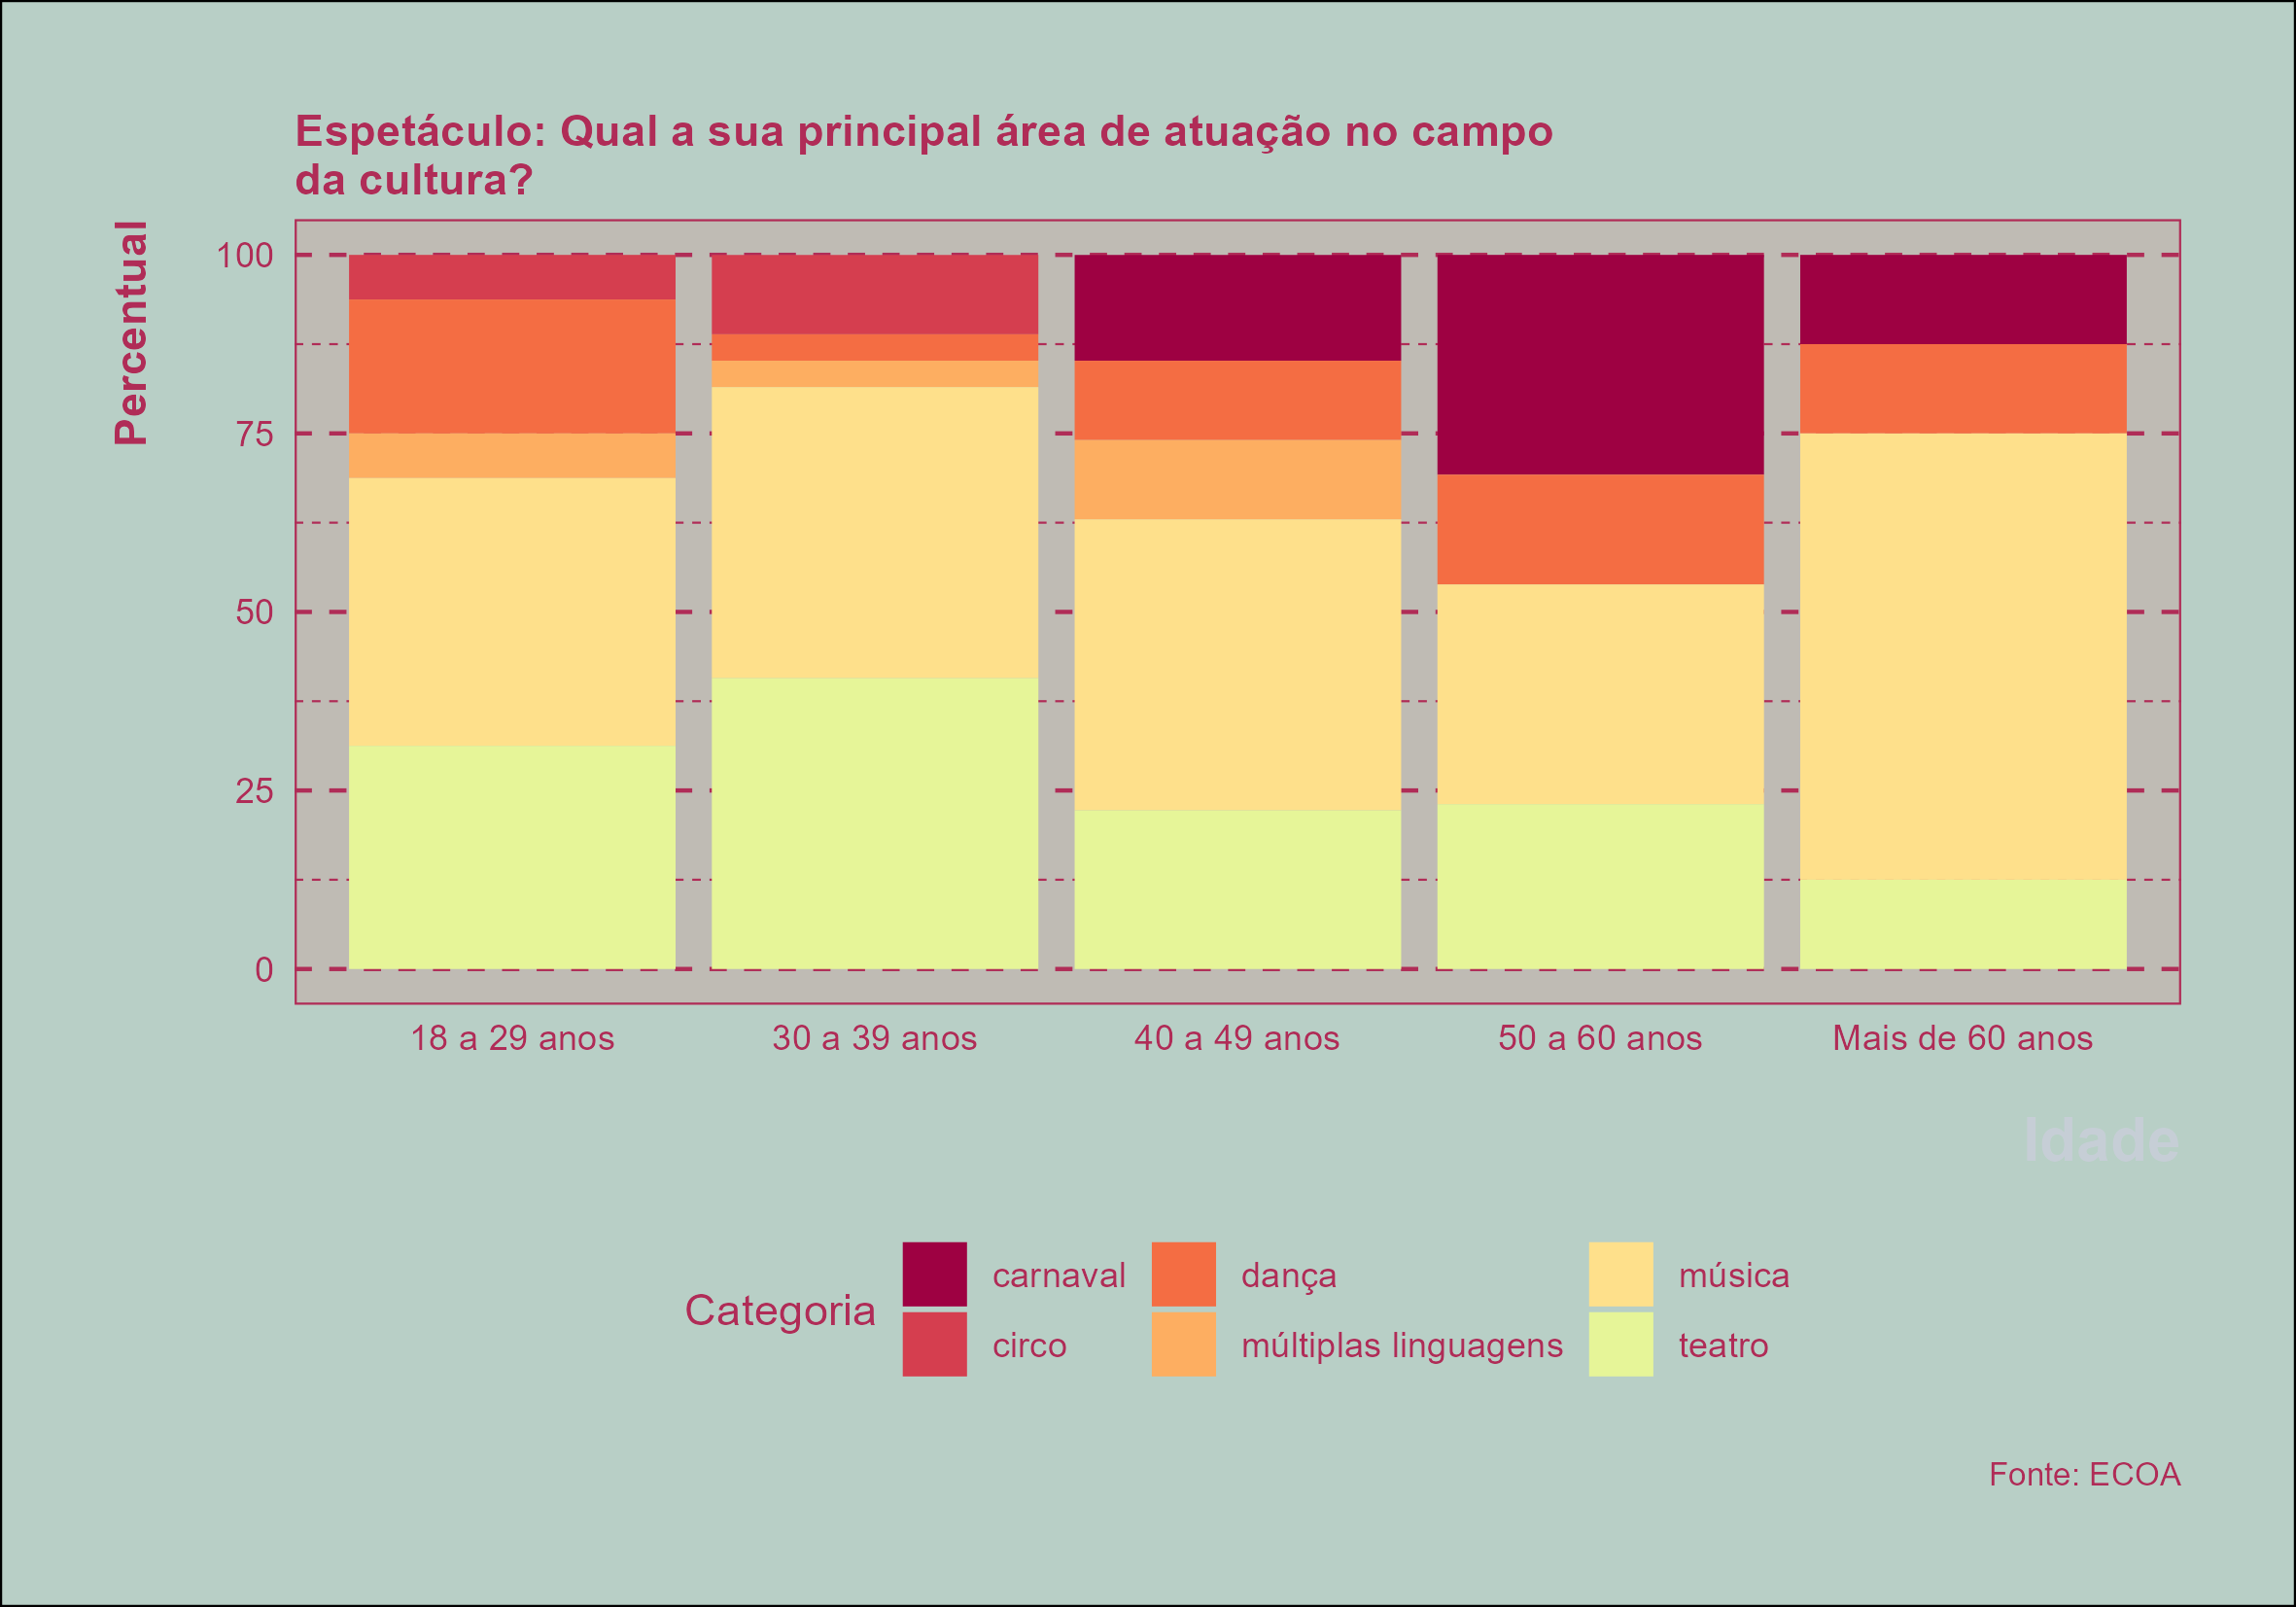 Espetáculo: Qual a sua principal área de atuação no campo
da cultura?
Percentual
100
75
50
25
0
18 a 29 anos
30 a 39 anos
40 a 49 anos
50 a 60 anos
Mais de 60 anos
Idade
Categoria
carnaval
circo
dança
múltiplas linguagens
música
teatro
Fonte: ECOA